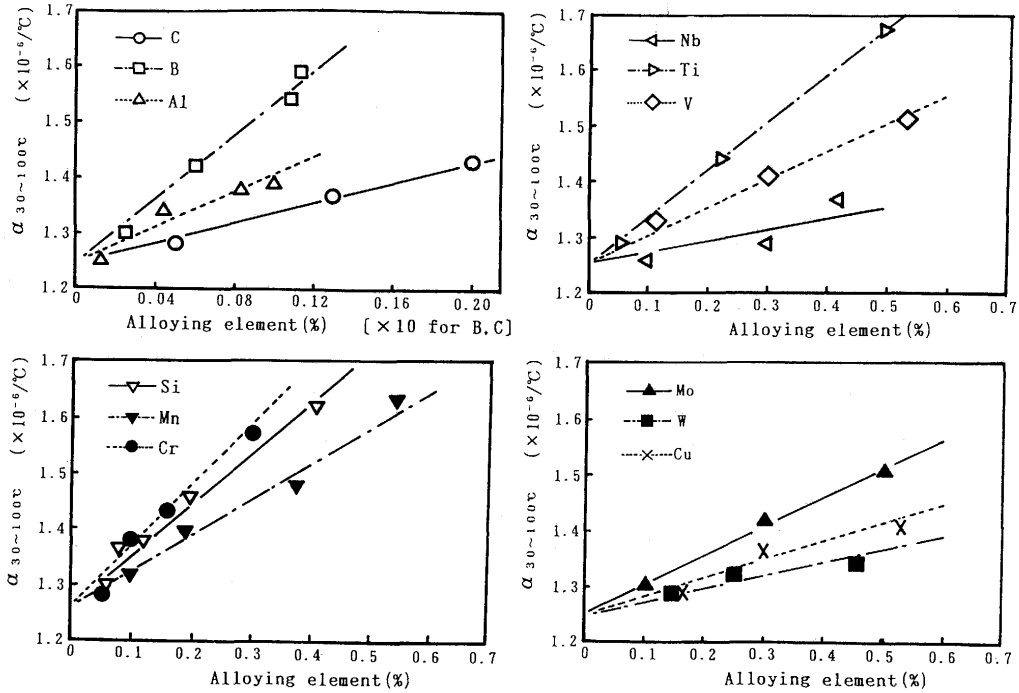 α 30~100℃ (×10⁻⁶/℃)
1.7
1.6
1.5
1.4
1.3
1.2
C
B
Al
0 0.04 0.08 0.12 0.20
Alloying element(%) [×10 for B,C]
α 30~100℃ (×10⁻⁶/℃)
1.7
1.6
1.5
1.4
1.3
1.2
Nb
Ti
V
0 0.1 0.2 0.3 0.4 0.5 0.6 0.7
Alloying element(%)
α 30~100℃ (×10⁻⁶/℃)
1.7
1.6
1.5
1.4
1.3
1.2
Si
Mn
Cr
0.1 0.2 0.3 0.4 0.5 0.6 0.7
Alloying element(%)
α 30~100℃ (×10⁻⁶/℃)
1.7
1.6
1.5
1.4
1.3
1.2
Mo
W
Cu
0 0.1 0.2 0.3 0.4 0.5 0.6 0.7
Alloying element(%)